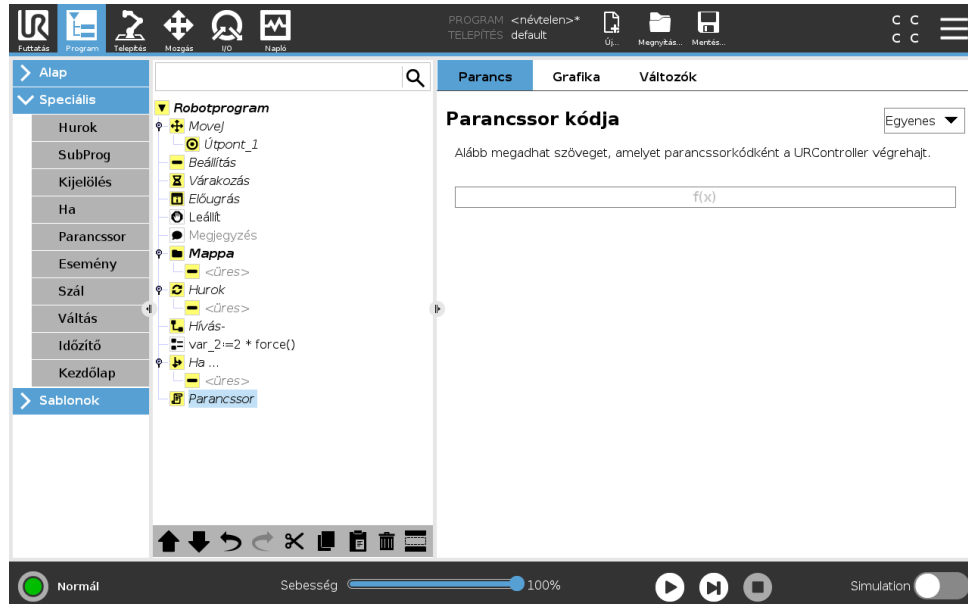 PROGRAM <névtelen>*
TELEPÍTÉS default
Futtatás Program Telepítés Mozgás I/O Napló Új... Megnyitás... Mentés...
C C
C C
Alap
Speciális
Hurok
SubProg
Kijelölés
Ha
Parancssor
Esemény
Szál
Váltás
Időzítő
Kezdőlap
Sablonok
Robotprogram
MoveJ
Útpont_1
Beállítás
Várakozás
Előugrás
Leállít
Megjegyzés
Mappa
<üres>
Hurok
<üres>
Hívás-
var_2:=2 * force()
Ha ...
<üres>
Parancssor
Parancs Grafika Változók
Parancssor kódja
Egyenes
Alább megadhat szöveget, amelyet parancssorkódként a URController végrehajt.
f(x)
Normál
Sebesség
100%
Simulation